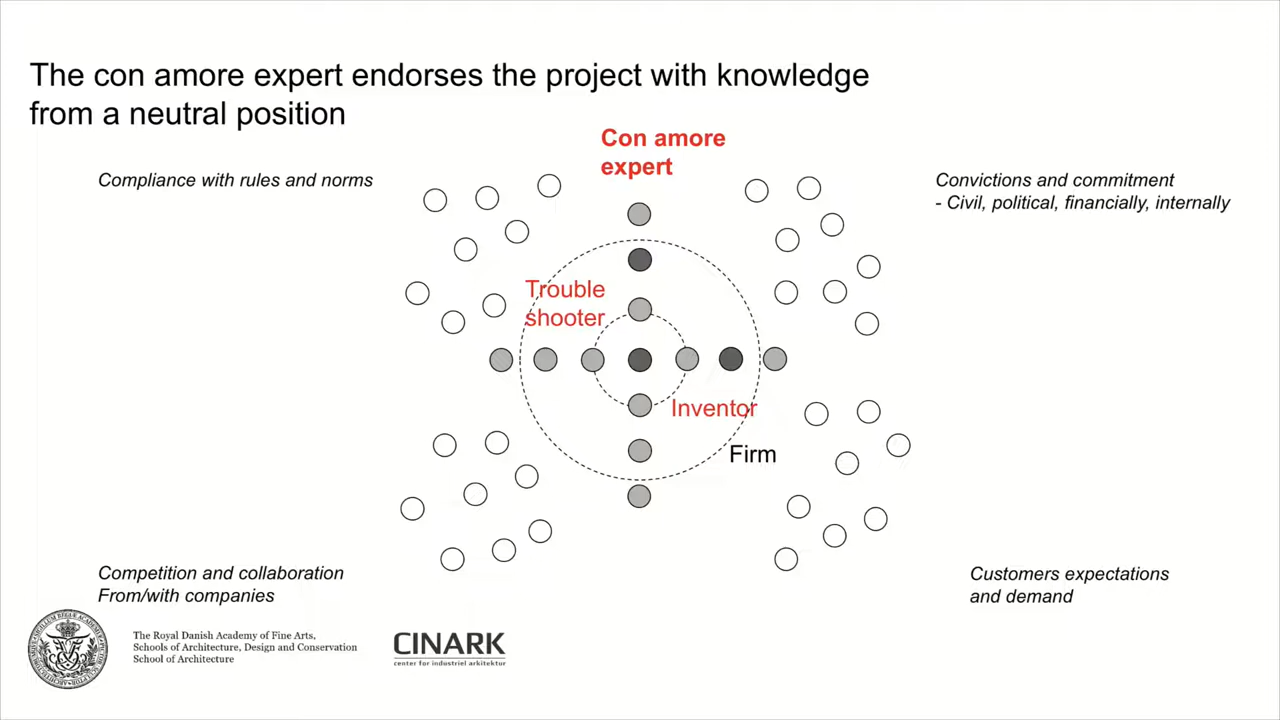 The con amore expert endorses the project with knowledge
from a neutral position
Con amore
expert
Compliance with rules and norms
Convictions and commitment
- Civil, political, financially, internally
Trouble
shooter
Inventor
Firm
Competition and collaboration
From/with companies
Customers expectations
and demand
The Royal Danish Academy of Fine Arts,
Schools of Architecture, Design and Conservation
School of Architecture
CINARK
center for industriel arkitektur